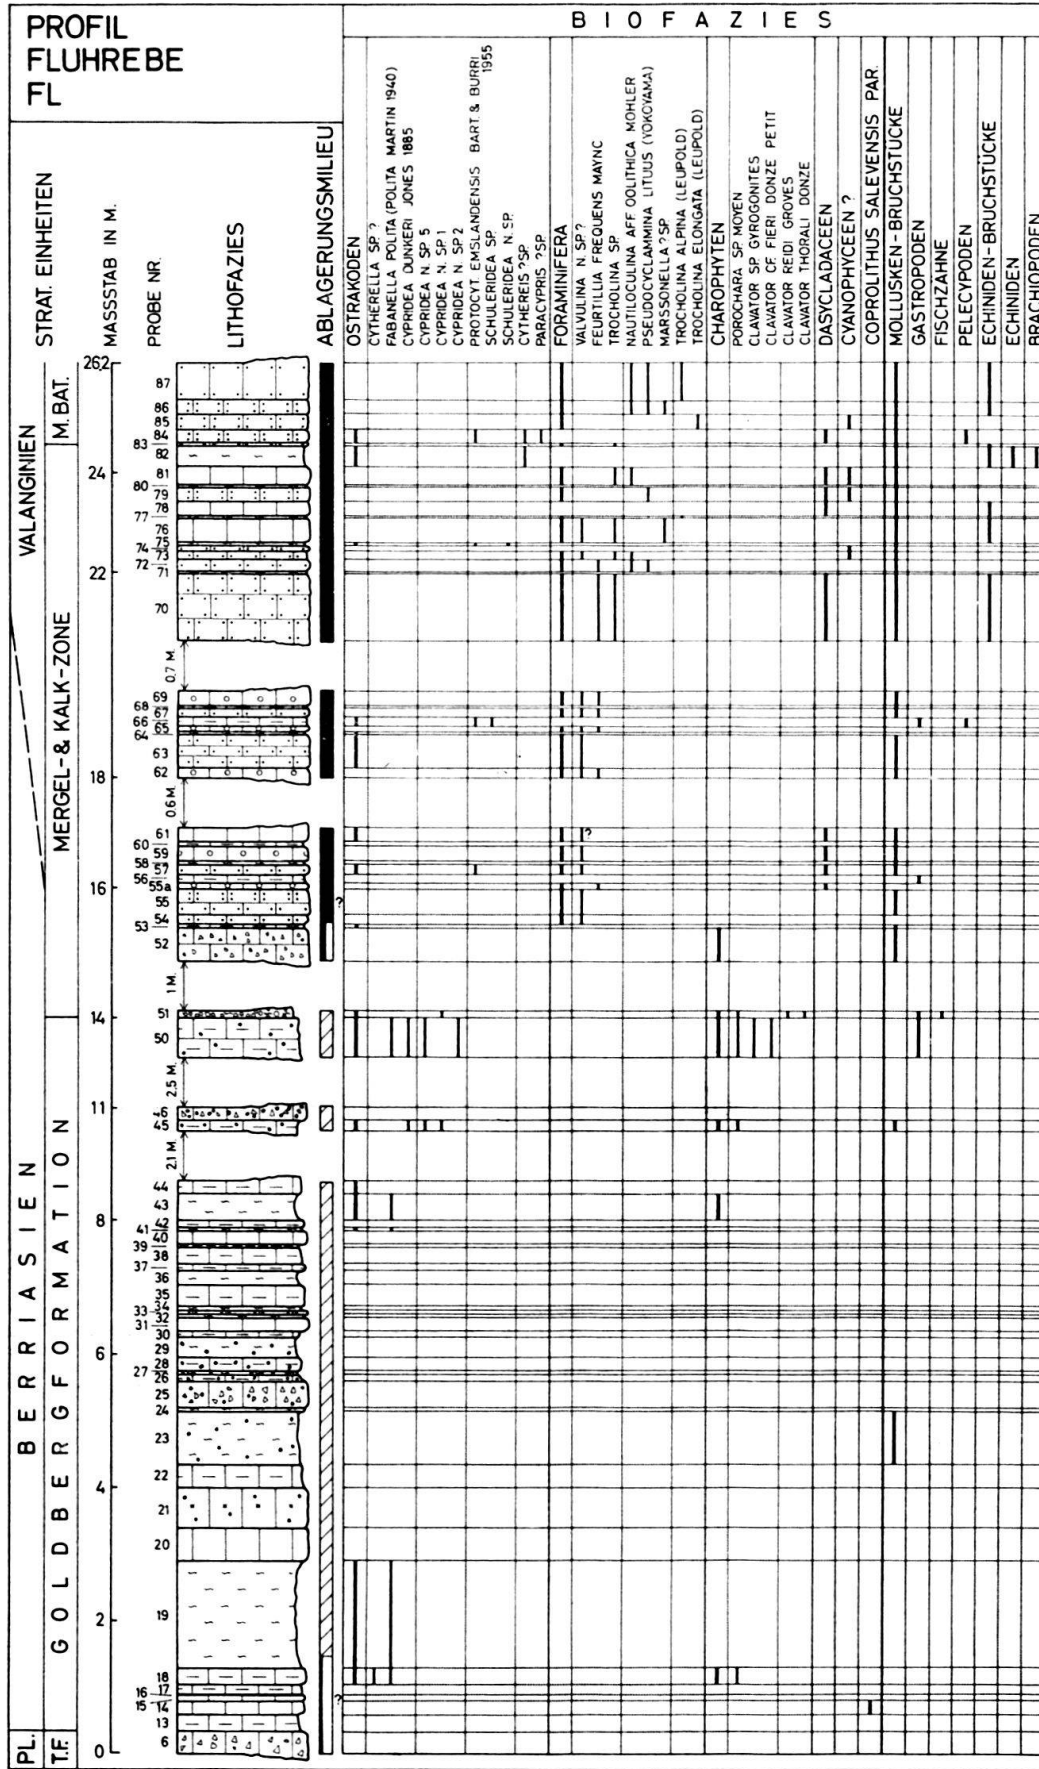 PROFIL
FLUHREBE
FL
B I O F A Z I E S
STRAT. EINHEITEN
MASSSTAB IN M.
PROBE NR.
LITHOFAZIES
ABLAGERUNGSMILIEU
OSTRAKODEN
CYTHERELLA SP. ?
FABANELLA POLITA (POLITA MARTIN 1940)
CYPRIDEA DUNKERI JONES 1885
CYPRIDEA N. SP. 5
CYPRIDEA N. SP. 1
CYPRIDEA N. SP. 2
PROTOCYT. EMSLANDENSIS BART. & BURRI 1955
SCHULERIDEA SP.
SCHULERIDEA N. SP.
CYTHEREIS ? SP.
PARACYPRIS ? SP.
FORAMINIFERA
VALVULINA N. SP. ?
FEURTILLIA FREQUENS MAYNC
TROCHOLINA SP.
NAUTILOCULINA AFF OOLITHICA MOHLER
PSEUDOCYCLAMMINA LITUUS (YOKOYAMA)
MARSSONELLA ? SP.
TROCHOLINA ALPINA (LEUPOLD)
TROCHOLINA ELONGATA (LEUPOLD)
CHAROPHYTEN
POROCHARA SP. MOYEN
CLAVATOR SP. GYROGONITES
CLAVATOR CF. FIERI DONZE PETIT
CLAVATOR REIDI GROVES
CLAVATOR THORALI DONZE
DASYCLADACEEN
CYANOPHYCEEN ?
COPROLITHUS SALEVENSIS PAR.
MOLLUSKEN-BRUCHSTÜCKE
GASTROPODEN
FISCHZÄHNE
PELECYPODEN
ECHINIDEN-BRUCHSTÜCKE
ECHINIDEN
BRACHIOPODEN
VALANGINIEN
M. BAT.
MERGEL-& KALK-ZONE
BERRIASIEN
GOLDBERGFORMATION
PL.
T.F.
26,2
87
86
85
84
83
82
24
81
80
79
78
77
76
75
74
73
72
22
71
70
0.7 M.
69
68
67
66
65
64
63
18
62
0.6 M.
61
?
60
59
58
57
56
16
55a
55
?
54
53
52
1 M.
51
14
50
2.5 M.
11
46
45
2.1 M.
44
43
8
42
41
40
39
38
37
36
35
34
33
32
31
30
6
29
28
27
26
25
24
23
22
4
21
20
19
2
18
17
16
?
15
14
13
6
0